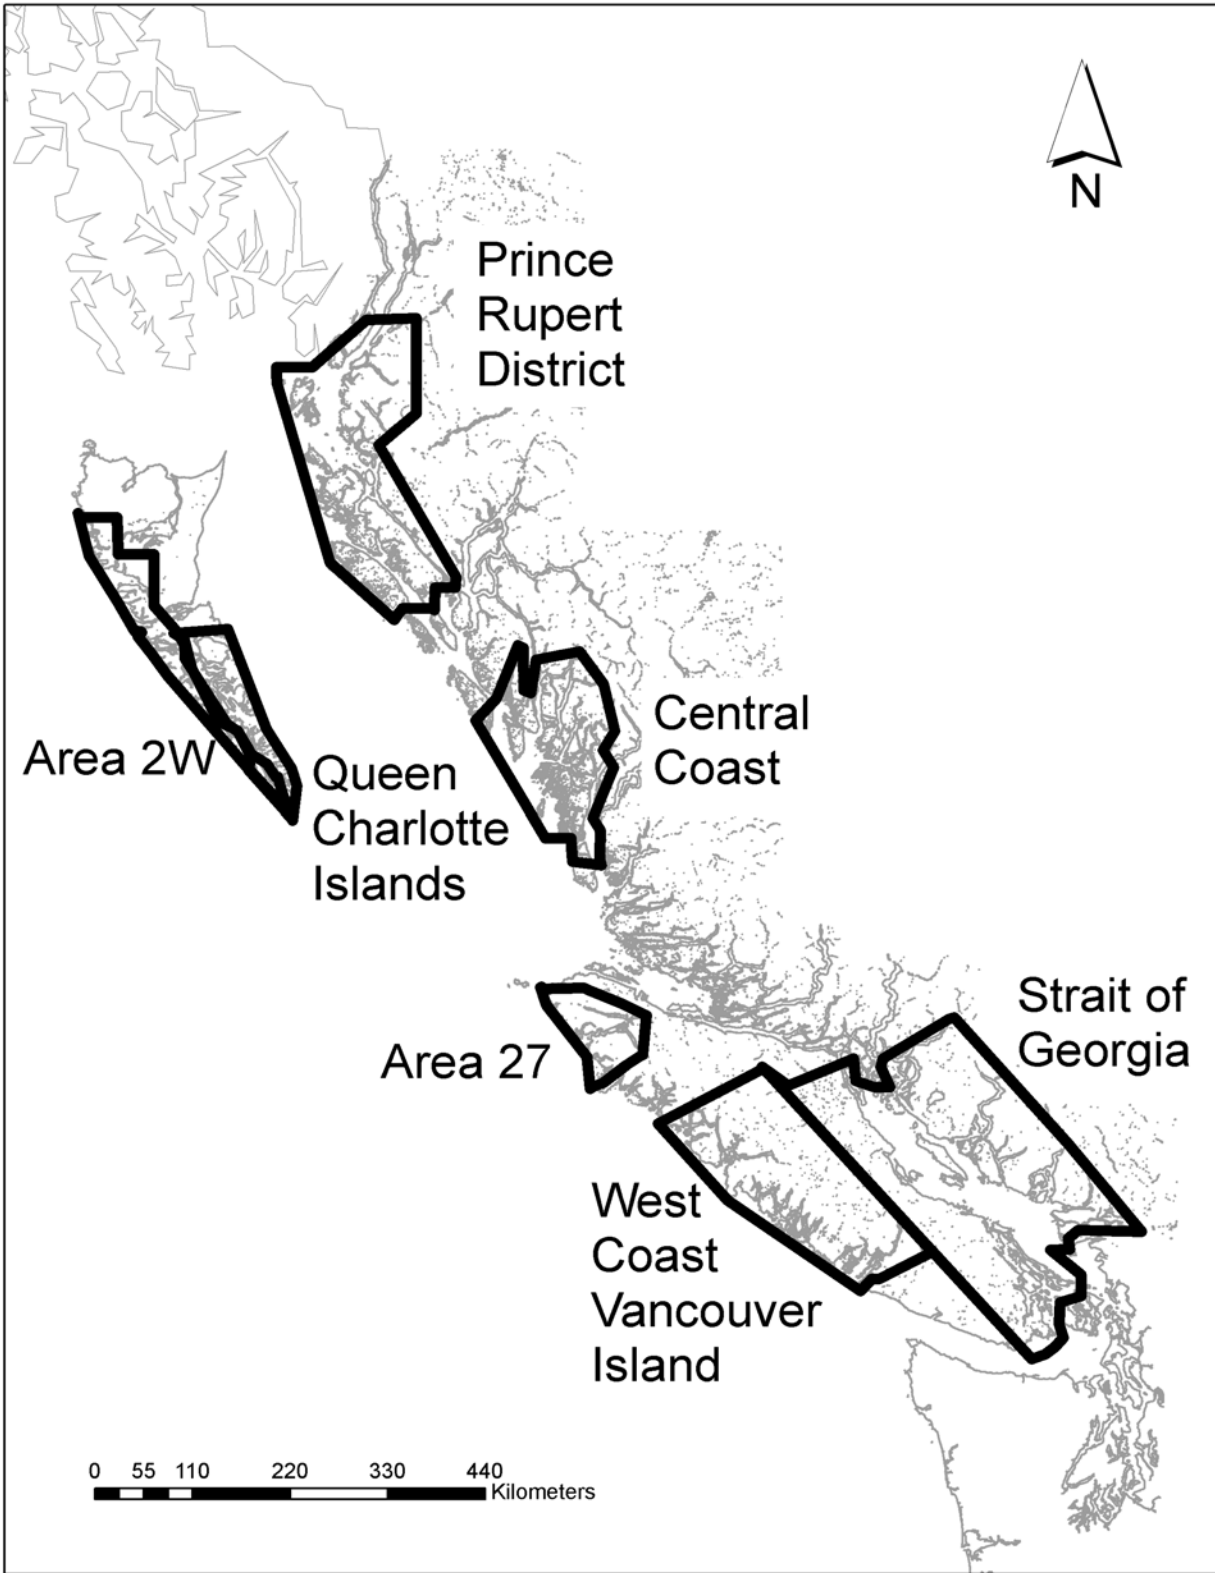 N
Prince
Rupert
District
Central
Coast
Area 2W
Queen
Charlotte
Islands
Strait of
Georgia
Area 27
West
Coast
Vancouver
Island
0 55 110 220 330 440
Kilometers